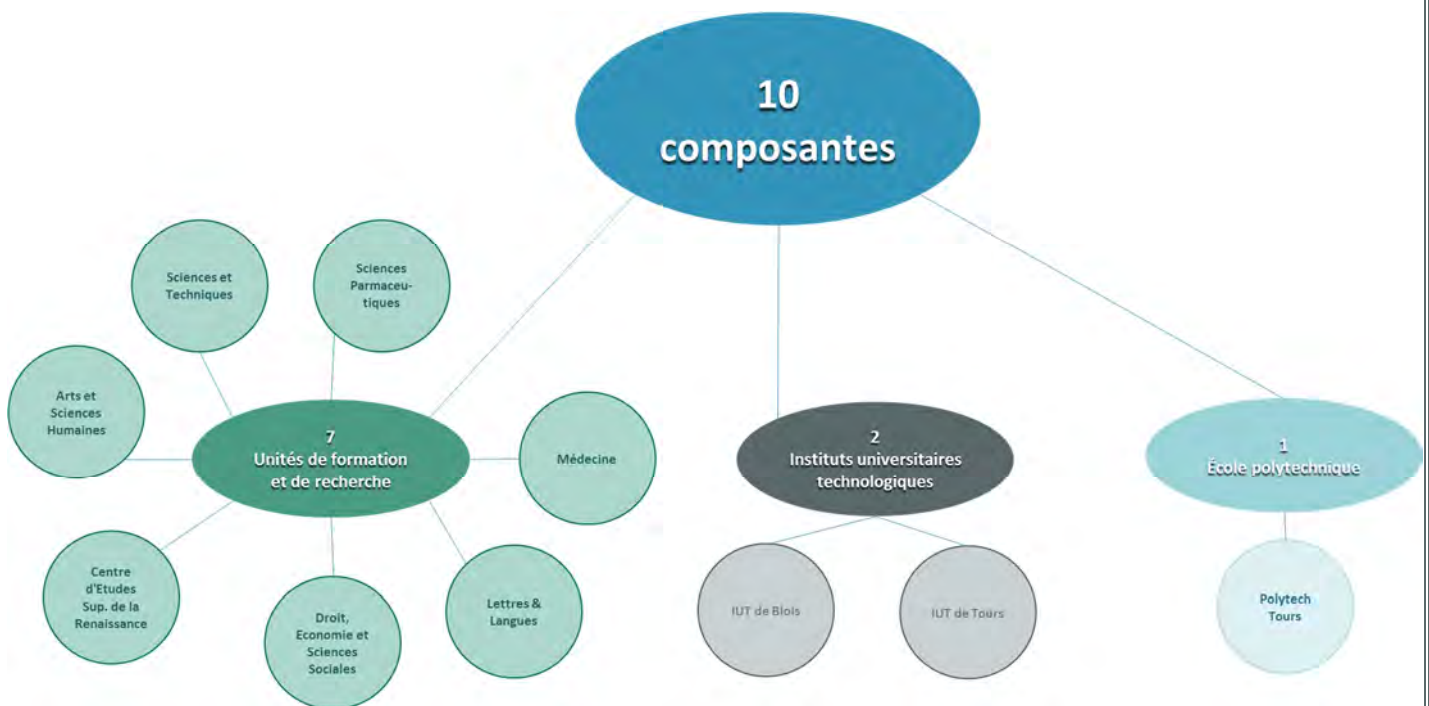 10
composantes
Sciences et
Techniques
Sciences
Parmaceu-
tiques
Arts et
Sciences
Humaines
7
Unités de formation
et de recherche
Médecine
2
Instituts universitaires
technologiques
1
École polytechnique
Centre
d'Etudes
Sup. de la
Renaissance
Droit,
Economie et
Sciences
Sociales
Lettres &
Langues
IUT de Blois
IUT de Tours
Polytech
Tours